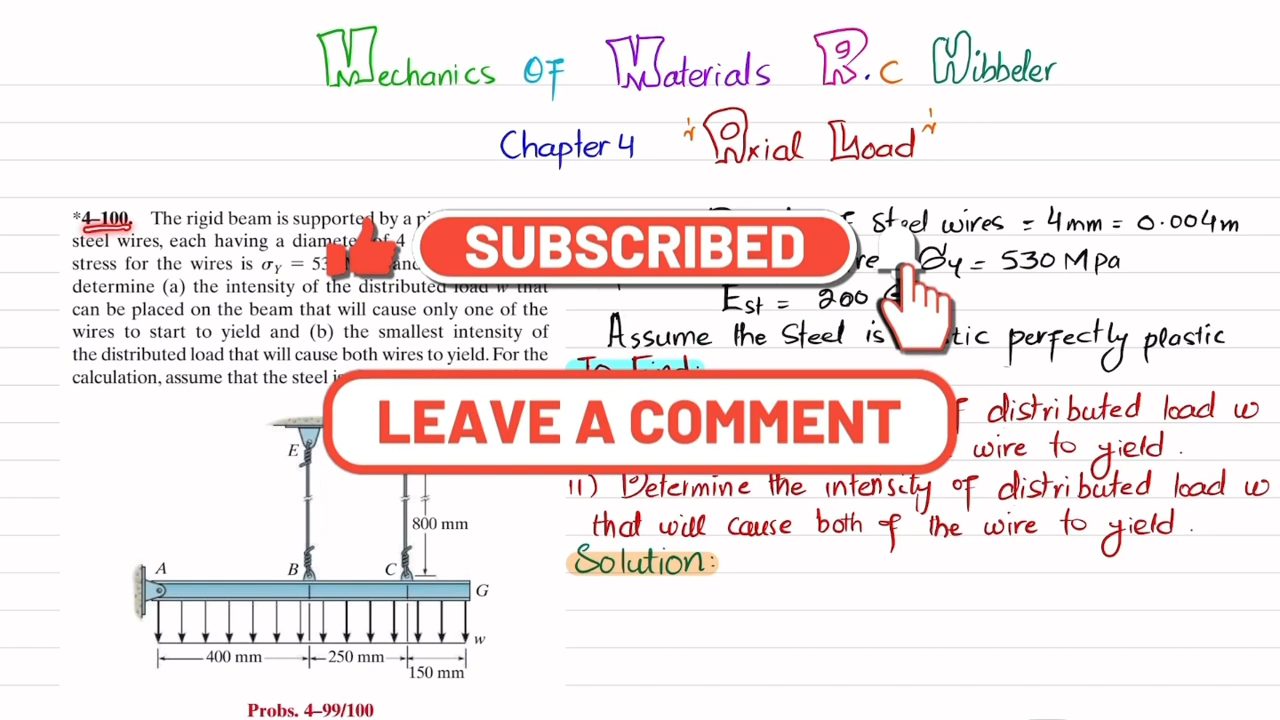 Mechanics OF Materials R.C Hibbeler
Chapter 4 "Axial Load"
*4–100. The rigid beam is supported by a
steel wires, each having a diameter of 4
stress for the wires is σY = 53
determine (a) the intensity of the distributed load w that
can be placed on the beam that will cause only one of the
wires to start to yield and (b) the smallest intensity of
the distributed load that will cause both wires to yield. For the
calculation, assume that the steel
Steel wires = 4mm = 0.004m
σy = 530 MPa
Est = 200
Assume the Steel is perfectly plastic
To Find:
distributed load w
wire to yield.
II) Determine the intensity of distributed load w
that will cause both of the wire to yield.
Solution:
SUBSCRIBED
LEAVE A COMMENT
E
800 mm
A
B
C
G
w
400 mm
250 mm
150 mm
Probs. 4–99/100